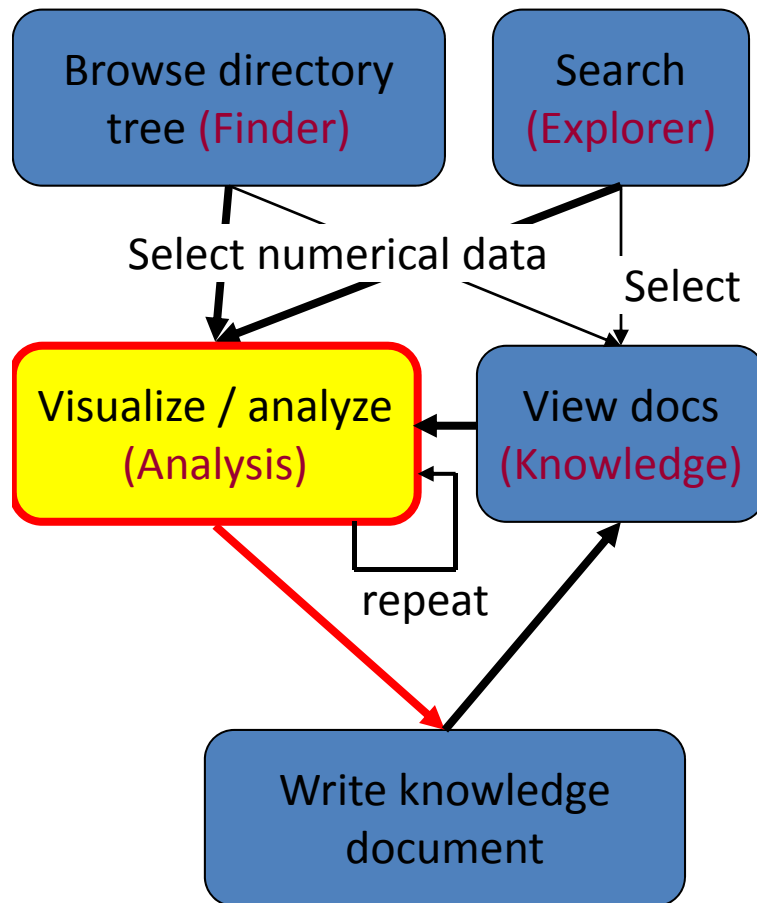 Browse directory
tree (Finder)
Search
(Explorer)
Select numerical data
Select
Visualize / analyze
(Analysis)
View docs
(Knowledge)
repeat
Write knowledge
document